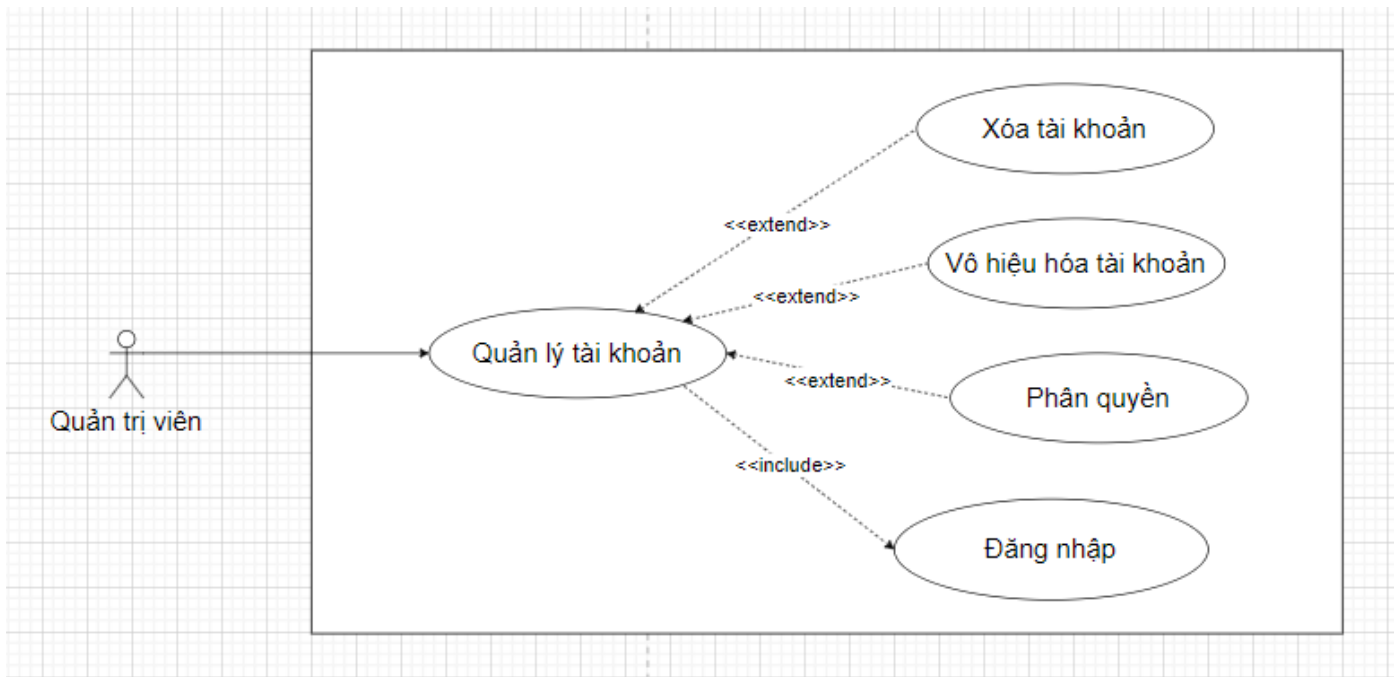 Xóa tài khoản
<<extend>>
Vô hiệu hóa tài khoản
<<extend>>
Quản lý tài khoản
<<extend>>
Phân quyền
Quản trị viên
<<include>>
Đăng nhập